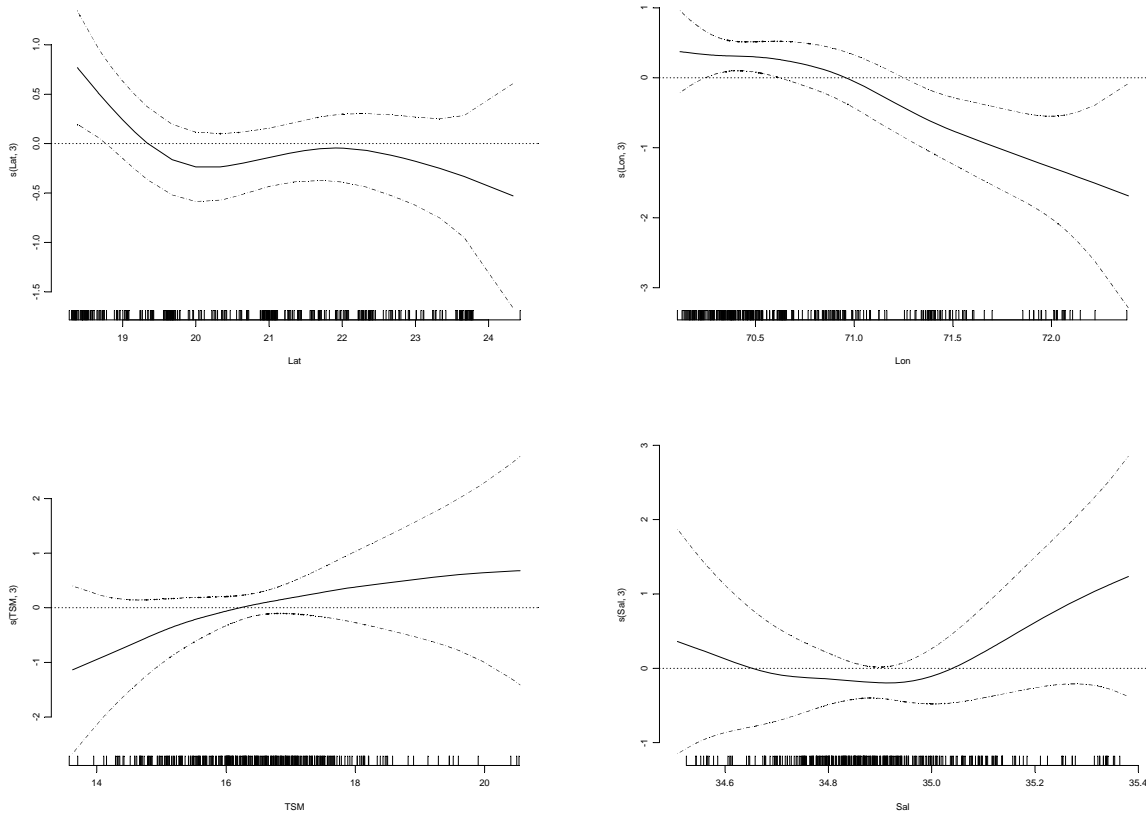 1.0
0.5
0.0
-0.5
-1.0
-1.5
s(Lat, 3)
19 20 21 22 23 24
Lat
1
0
-1
-2
-3
s(Lon, 3)
70.5 71.0 71.5 72.0
Lon
2
1
0
-1
-2
s(TSM, 3)
14 16 18 20
TSM
3
2
1
0
-1
s(Sal, 3)
34.6 34.8 35.0 35.2 35.4
Sal